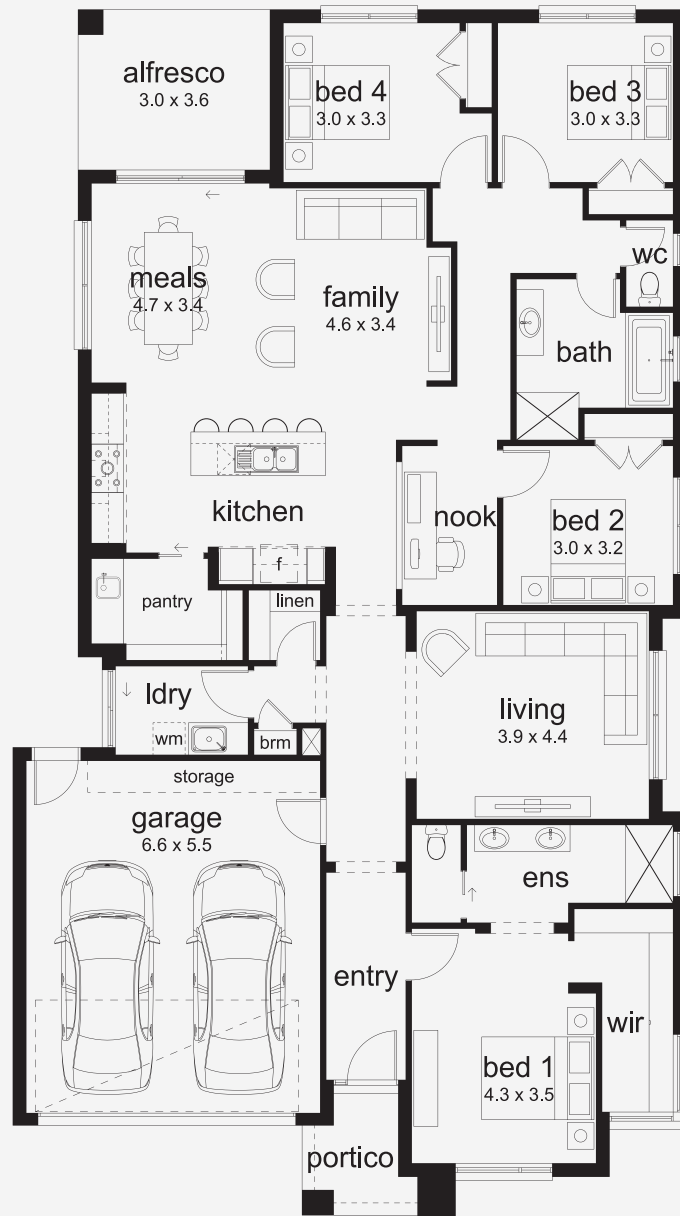 alfresco
3.0 x 3.6
bed 4
3.0 x 3.3
bed 3
3.0 x 3.3
wc
meals
4.7 x 3.4
family
4.6 x 3.4
bath
kitchen
nook
bed 2
3.0 x 3.2
f
pantry
linen
ldry
wm
brm
living
3.9 x 4.4
storage
garage
6.6 x 5.5
ens
entry
wir
bed 1
4.3 x 3.5
portico